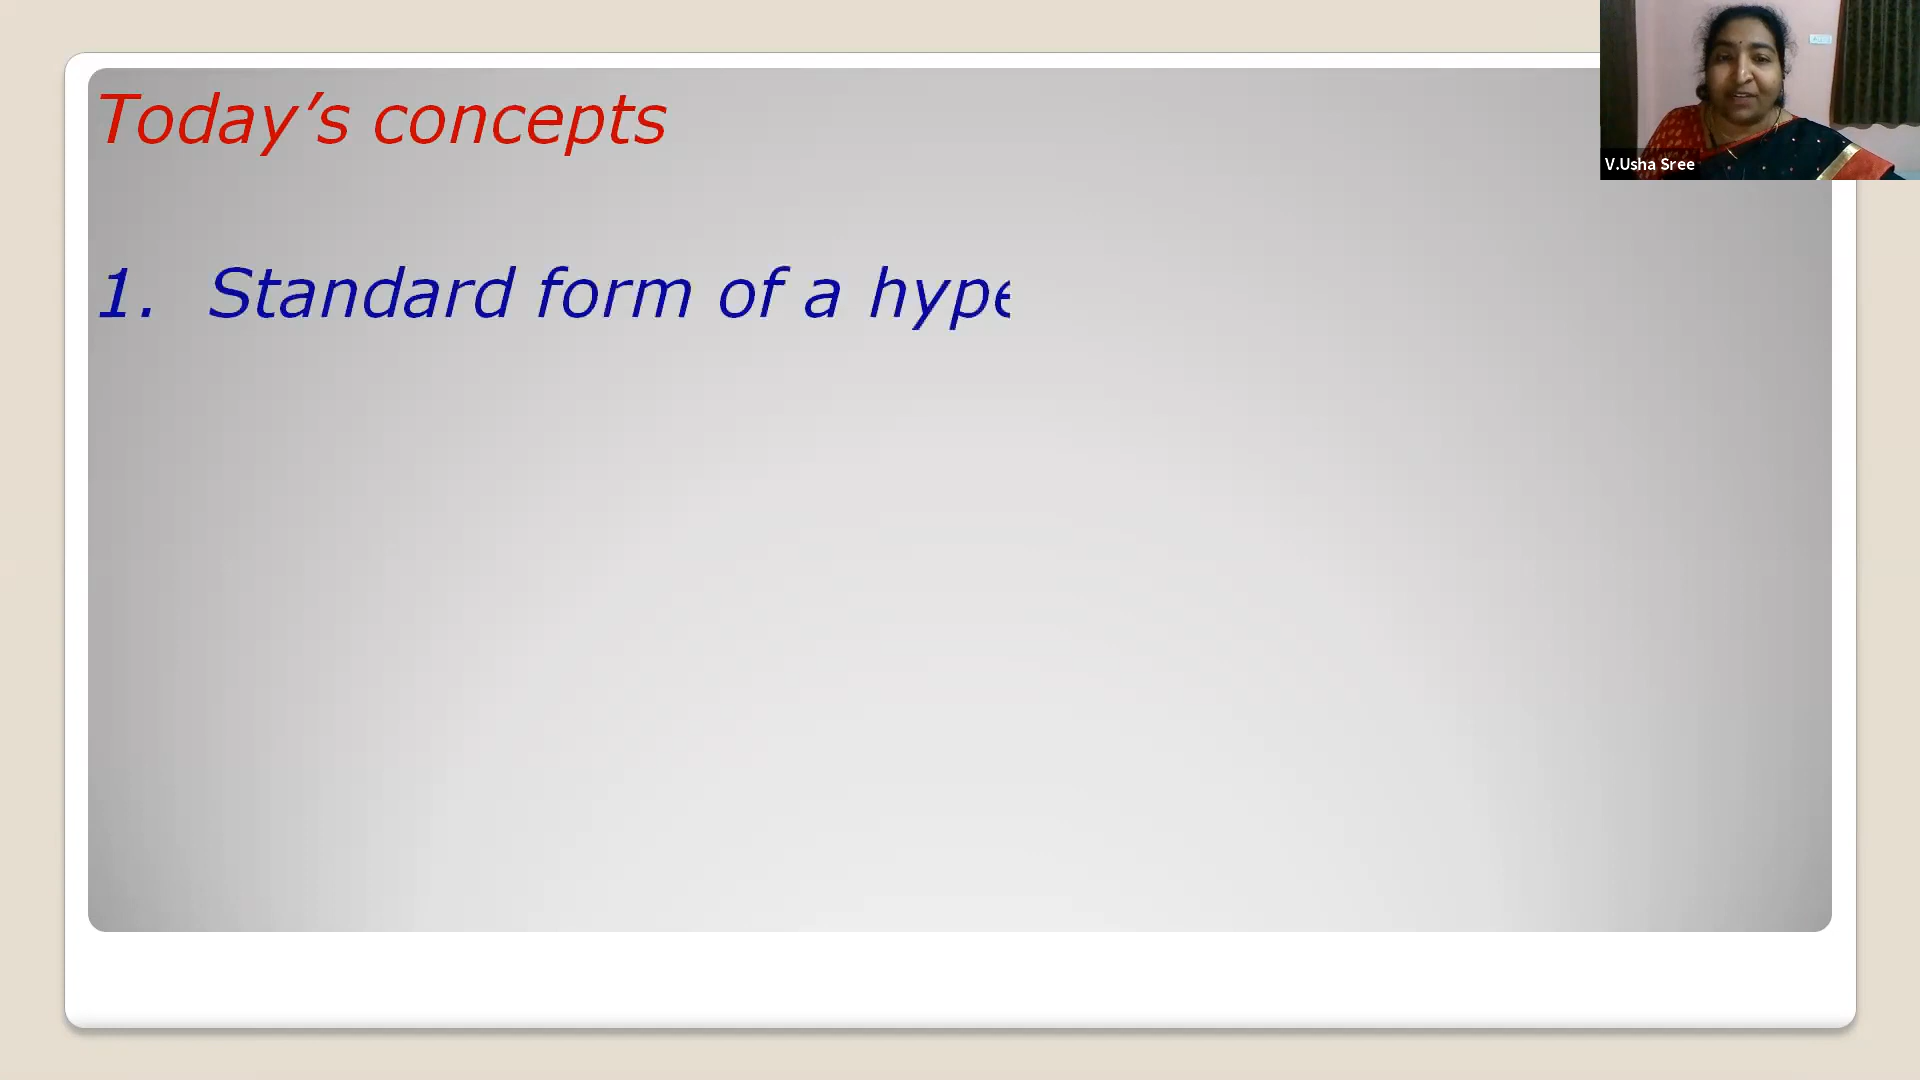 Today’s concepts
1. Standard form of a hype
V.Usha Sree